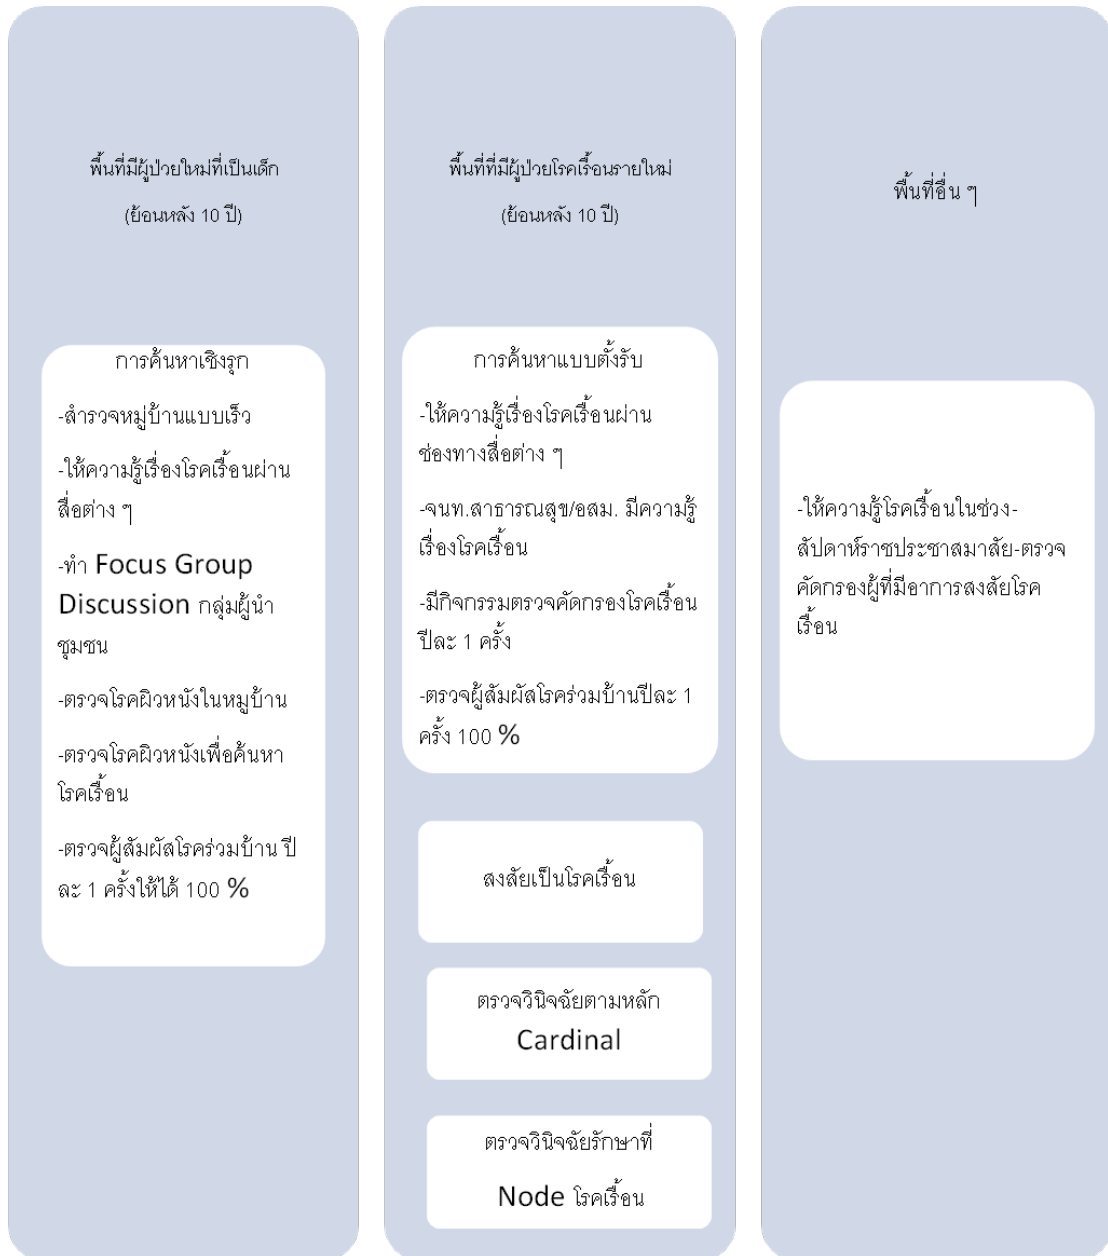 พื้นที่มีผู้ป่วยใหม่ที่เป็นเด็ก
(ย้อนหลัง 10 ปี)
การค้นหาเชิงรุก
-สำรวจหมู่บ้านแบบเร็ว
-ให้ความรู้เรื่องโรคเรื้อนผ่าน
สื่อต่าง ๆ
-ทำ Focus Group
Discussion กลุ่มผู้นำ
ชุมชน
-ตรวจโรคผิวหนังในหมู่บ้าน
-ตรวจโรคผิวหนังเพื่อค้นหา
โรคเรื้อน
-ตรวจผู้สัมผัสโรคร่วมบ้าน ปี
ละ 1 ครั้งให้ได้ 100 %
พื้นที่ที่มีผู้ป่วยโรคเรื้อนรายใหม่
(ย้อนหลัง 10 ปี)
การค้นหาแบบตั้งรับ
-ให้ความรู้เรื่องโรคเรื้อนผ่าน
ช่องทางสื่อต่าง ๆ
-จนท.สาธารณสุข/อสม. มีความรู้
เรื่องโรคเรื้อน
-มีกิจกรรมตรวจคัดกรองโรคเรื้อน
ปีละ 1 ครั้ง
-ตรวจผู้สัมผัสโรคร่วมบ้านปีละ 1
ครั้ง 100 %
สงสัยเป็นโรคเรื้อน
ตรวจวินิจฉัยตามหลัก
Cardinal
ตรวจวินิจฉัยรักษาที่
Node โรคเรื้อน
พื้นที่อื่น ๆ
-ให้ความรู้โรคเรื้อนในช่วง-
สัปดาห์ราชประชาสมาสัย-ตรวจ
คัดกรองผู้ที่มีอาการสงสัยโรค
เรื้อน